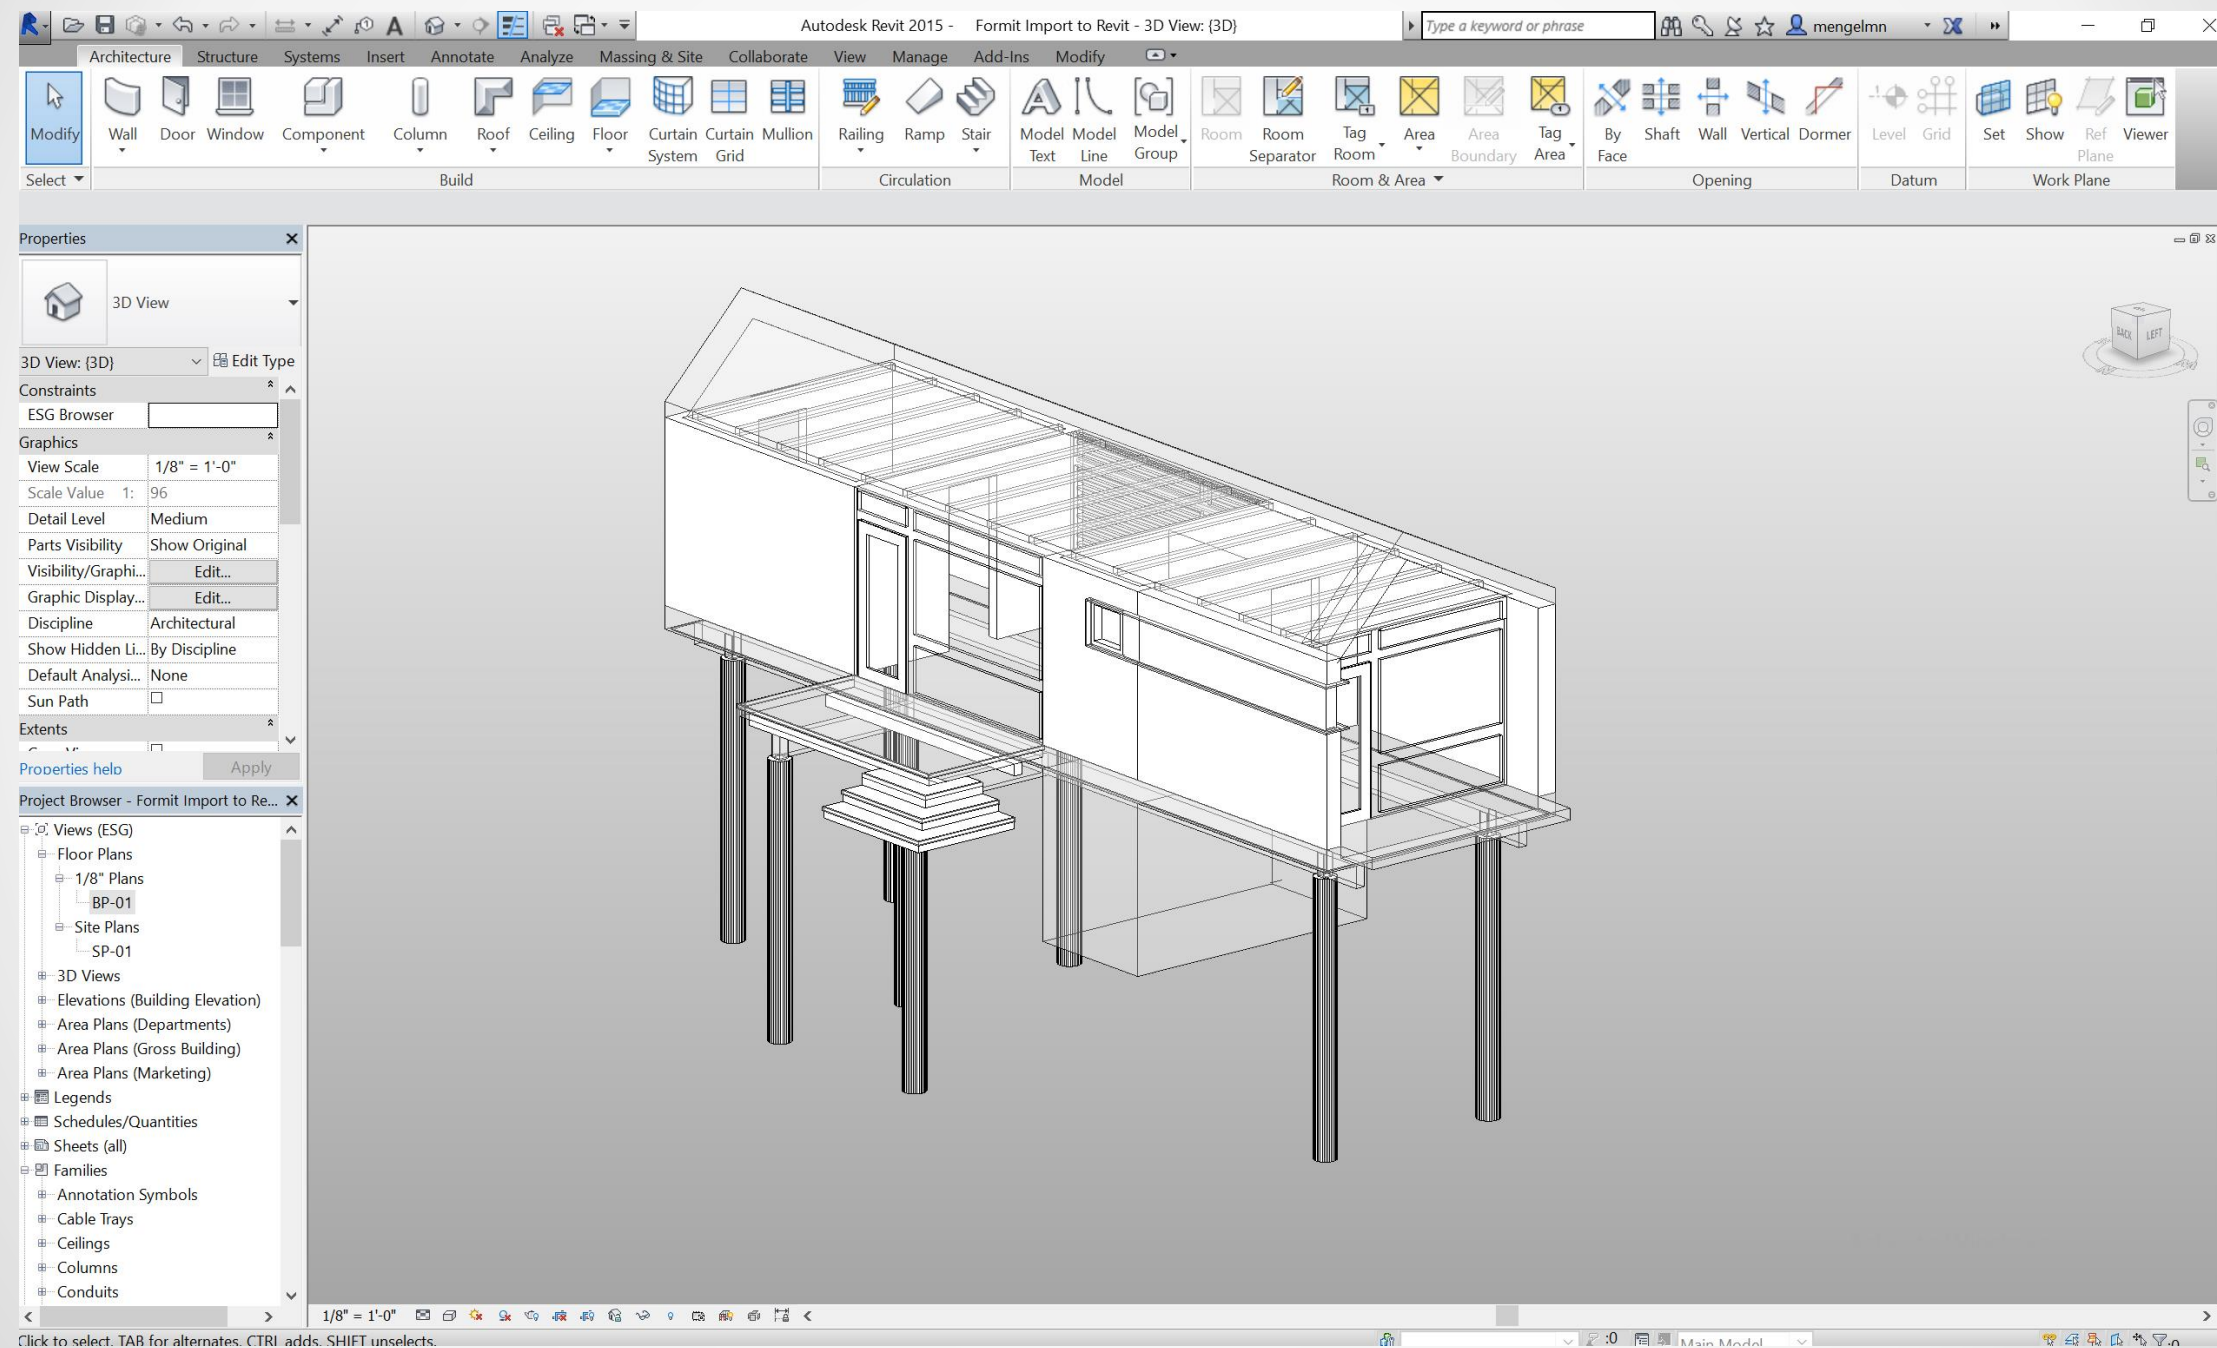 Autodesk Revit 2015 - Formit Import to Revit - 3D View: {3D}
Type a keyword or phrase
mengelmn
Architecture Structure Systems Insert Annotate Analyze Massing & Site Collaborate View Manage Add-Ins Modify
Modify Wall Door Window Component Column Roof Ceiling Floor Curtain System Curtain Grid Mullion Railing Ramp Stair Model Text Model Line Model Group Room Room Separator Tag Room Area Area Boundary Tag Area By Face Shaft Wall Vertical Dormer Level Grid Set Show Ref Plane Viewer
Select Build Circulation Model Room & Area Opening Datum Work Plane
Properties
3D View
3D View: {3D} Edit Type
Constraints
ESG Browser
Graphics
View Scale 1/8" = 1'-0"
Scale Value 1: 96
Detail Level Medium
Parts Visibility Show Original
Visibility/Graphi... Edit...
Graphic Display... Edit...
Discipline Architectural
Show Hidden Li... By Discipline
Default Analysi... None
Sun Path
Extents
Properties help Apply
Project Browser - Formit Import to Re...
Views (ESG)
Floor Plans
1/8" Plans
BP-01
Site Plans
SP-01
3D Views
Elevations (Building Elevation)
Area Plans (Departments)
Area Plans (Gross Building)
Area Plans (Marketing)
Legends
Schedules/Quantities
Sheets (all)
Families
Annotation Symbols
Cable Trays
Ceilings
Columns
Conduits
BACK LEFT
1/8" = 1'-0"
Click to select, TAB for alternates, CTRL adds, SHIFT unselects.
:0 Main Model :0